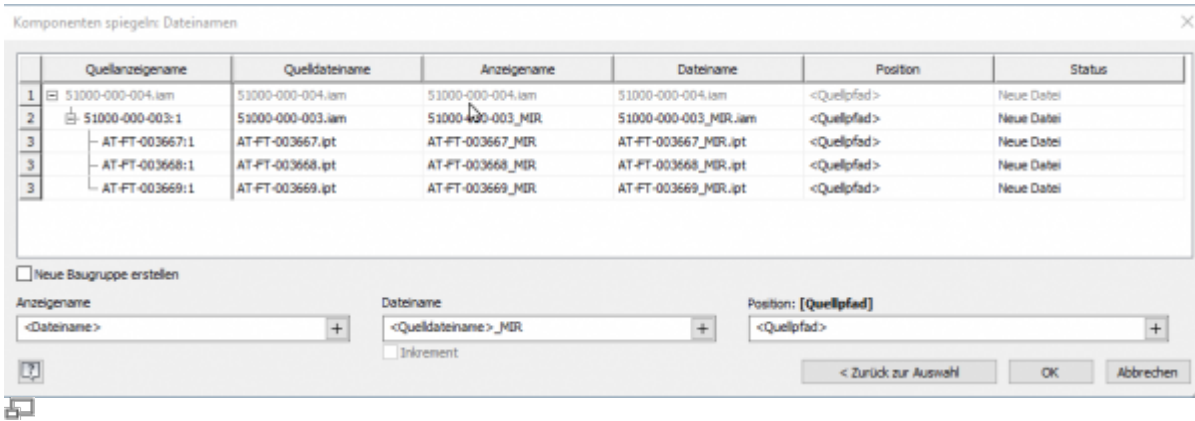 Komponenten spiegeln: Dateinamen
Quellanzeigename Quelldateiname Anzeigename Dateiname Position Status
1 51000-000-004.iam 51000-000-004.iam 51000-000-004.iam 51000-000-004.iam <Quellpfad> Neue Datei
2 51000-000-003:1 51000-000-003.iam 51000-000-003_MIR 51000-000-003_MIR.iam <Quellpfad> Neue Datei
3 AT-FT-003667:1 AT-FT-003667.ipt AT-FT-003667_MIR AT-FT-003667_MIR.ipt <Quellpfad> Neue Datei
3 AT-FT-003668:1 AT-FT-003668.ipt AT-FT-003668_MIR AT-FT-003668_MIR.ipt <Quellpfad> Neue Datei
3 AT-FT-003669:1 AT-FT-003669.ipt AT-FT-003669_MIR AT-FT-003669_MIR.ipt <Quellpfad> Neue Datei
Neue Baugruppe erstellen
Anzeigename Dateiname Position: [Quellpfad]
<Dateiname> + <Quelldateiname>_MIR + <Quellpfad> +
Inkrement
? < Zurück zur Auswahl OK Abbrechen